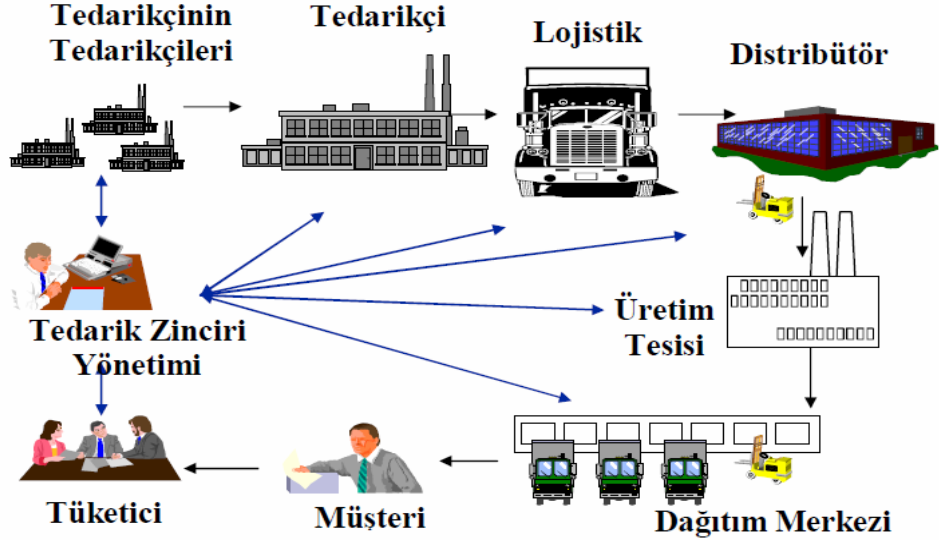 Tedarikçinin
Tedarikçileri
Tedarikçi
Lojistik
Distribütör
Tedarik Zinciri
Yönetimi
Üretim
Tesisi
Tüketici
Müşteri
Dağıtım Merkezi